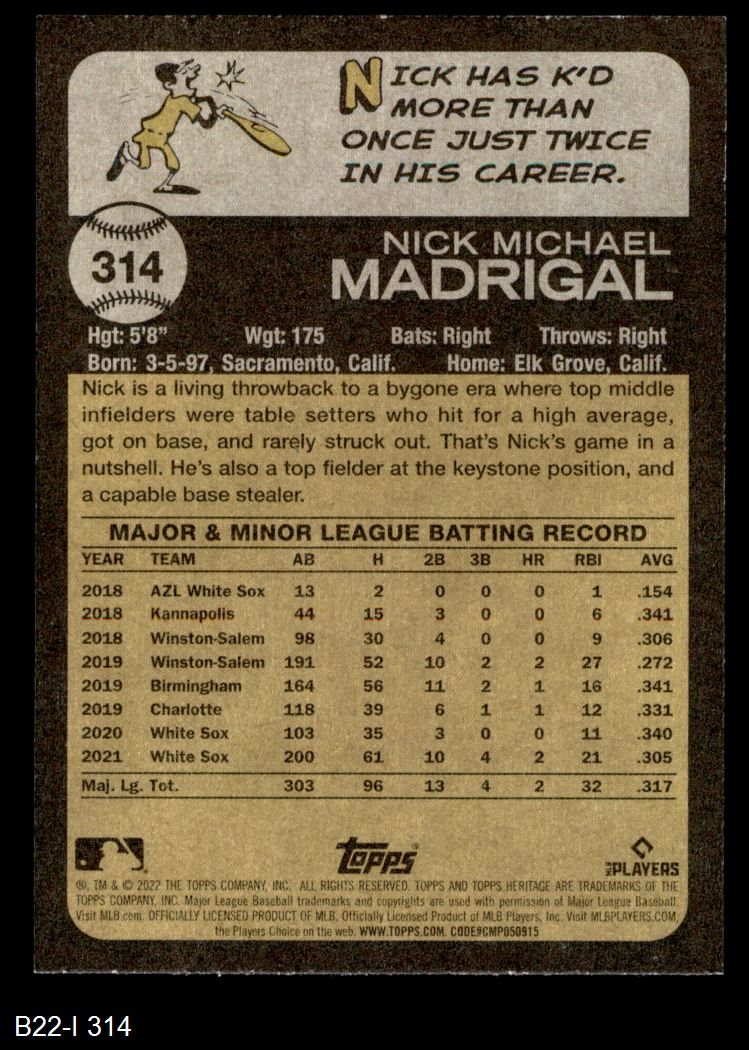 NICK HAS K'D
MORE THAN
ONCE JUST TWICE
IN HIS CAREER.
314
NICK MICHAEL
MADRIGAL
Hgt: 5'8" Wgt: 175 Bats: Right Throws: Right
Born: 3-5-97, Sacramento, Calif. Home: Elk Grove, Calif.
Nick is a living throwback to a bygone era where top middle
infielders were table setters who hit for a high average,
got on base, and rarely struck out. That's Nick's game in a
nutshell. He's also a top fielder at the keystone position, and
a capable base stealer.
MAJOR & MINOR LEAGUE BATTING RECORD
YEAR TEAM AB H 2B 3B HR RBI AVG
2018 AZL White Sox 13 2 0 0 0 1 .154
2018 Kannapolis 44 15 3 0 0 6 .341
2018 Winston-Salem 98 30 4 0 0 9 .306
2019 Winston-Salem 191 52 10 2 2 27 .272
2019 Birmingham 164 56 11 2 1 16 .341
2019 Charlotte 118 39 6 1 1 12 .331
2020 White Sox 103 35 3 0 0 11 .340
2021 White Sox 200 61 10 4 2 21 .305
Maj. Lg. Tot. 303 96 13 4 2 32 .317
topps®
MLB PLAYERS
®, TM & © 2022 THE TOPPS COMPANY, INC. ALL RIGHTS RESERVED. TOPPS AND TOPPS HERITAGE ARE TRADEMARKS OF THE
TOPPS COMPANY, INC. Major League Baseball trademarks and copyrights are used with permission of Major League Baseball.
Visit MLB.com. OFFICIALLY LICENSED PRODUCT OF MLB. Officially Licensed Product of MLB Players, Inc. Visit MLBPLAYERS.COM,
the Players Choice on the web. WWW.TOPPS.COM. CODE#CMP050915
B22-I 314